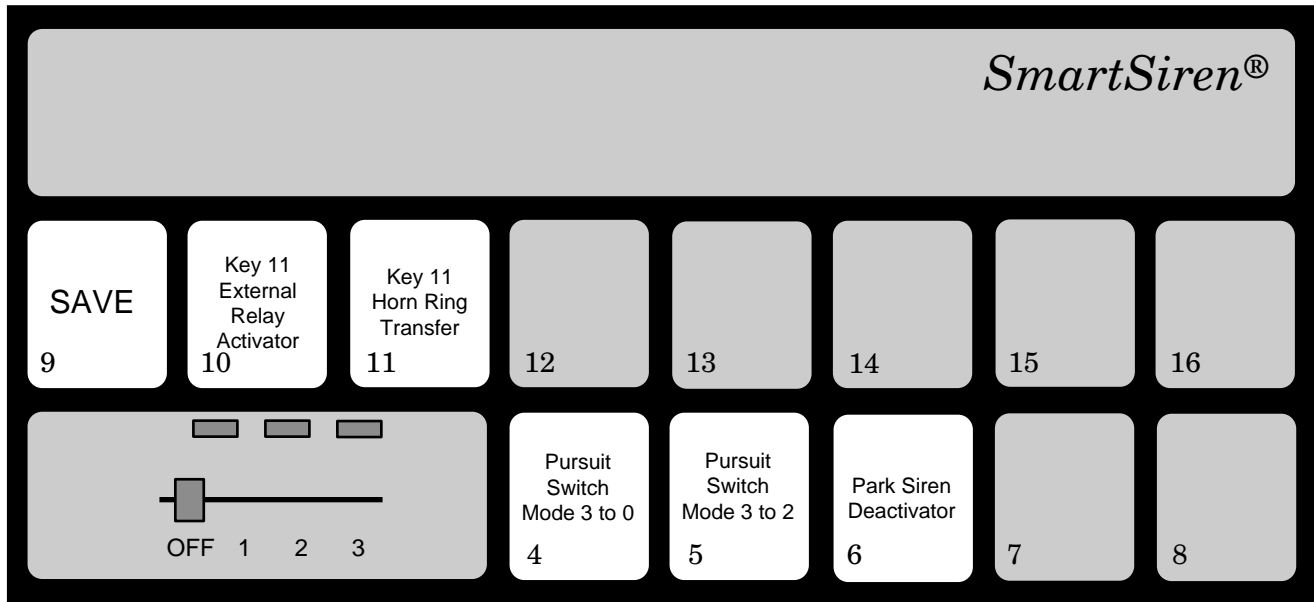 SmartSiren®
SAVE
9
Key 11
External
Relay
Activator
10
Key 11
Horn Ring
Transfer
11
12
13
14
15
16
OFF 1 2 3
Pursuit
Switch
Mode 3 to 0
4
Pursuit
Switch
Mode 3 to 2
5
Park Siren
Deactivator
6
7
8